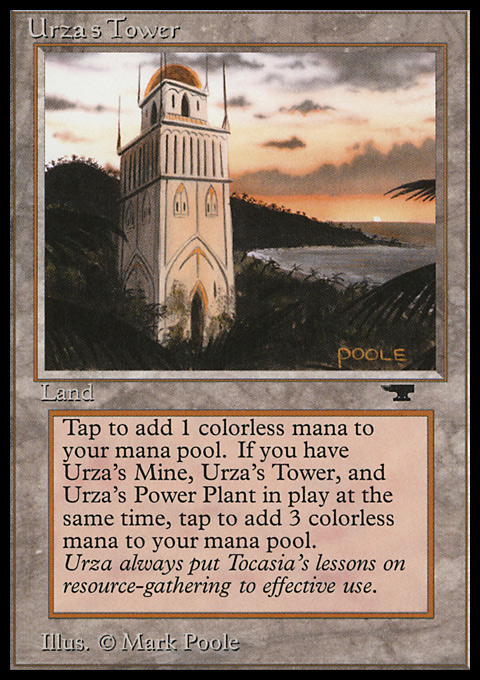 Urza's Tower
POOLE
Land
Tap to add 1 colorless mana to
your mana pool. If you have
Urza's Mine, Urza's Tower, and
Urza's Power Plant in play at the
same time, tap to add 3 colorless
mana to your mana pool.
Urza always put Tocasia's lessons on
resource-gathering to effective use.
Illus. © Mark Poole